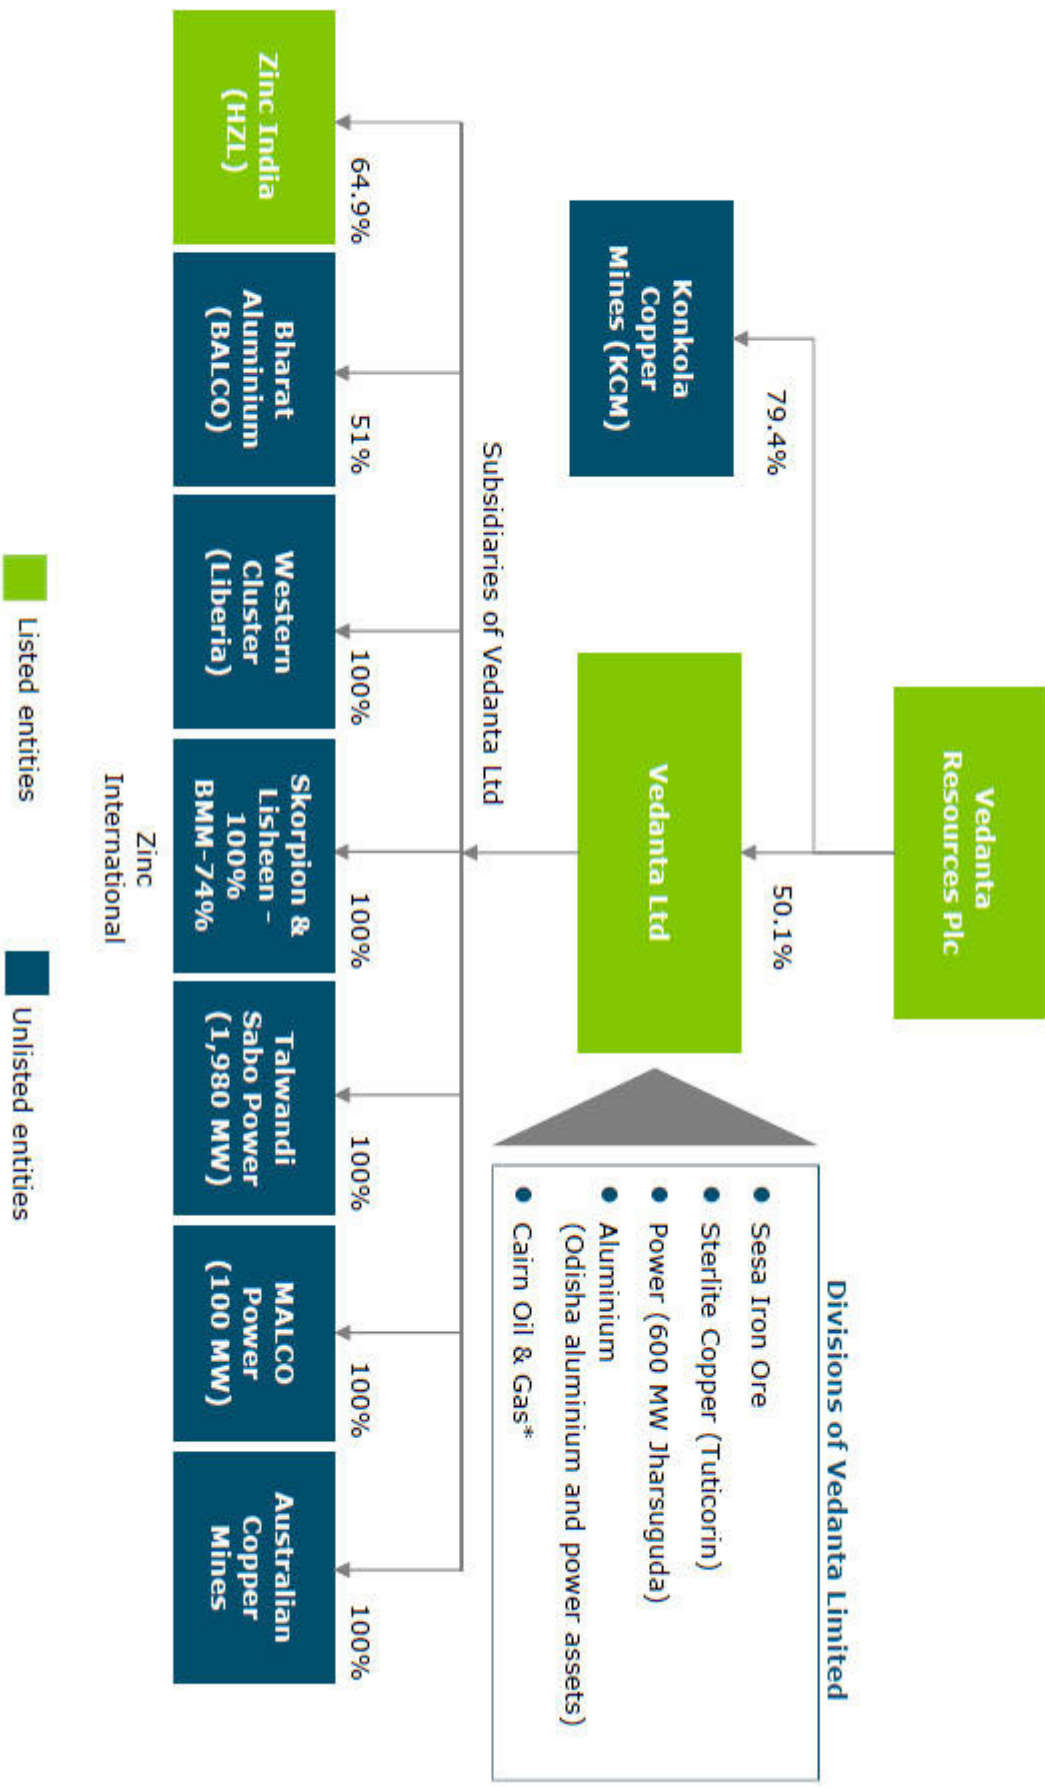 Vedanta
Resources Plc
79.4%
50.1%
Konkola
Copper
Mines (KCM)
Vedanta Ltd
Divisions of Vedanta Limited
● Sesa Iron Ore
● Sterlite Copper (Tuticorin)
● Power (600 MW Jharsuguda)
● Aluminium
(Odisha aluminium and power assets)
● Cairn Oil & Gas*
Subsidiaries of Vedanta Ltd
64.9%
51%
100%
100%
100%
100%
100%
Zinc India
(HZL)
Bharat
Aluminium
(BALCO)
Western
Cluster
(Liberia)
Skorpion &
Lisheen -
100%
BMM-74%
Talwandi
Sabo Power
(1,980 MW)
MALCO
Power
(100 MW)
Australian
Copper
Mines
Zinc
International
Listed entities
Unlisted entities